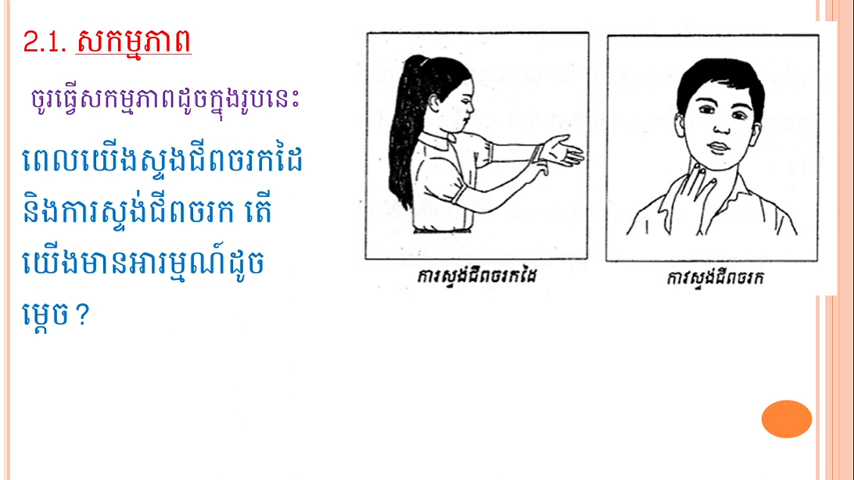 2.1. សកម្មភាព
ចូរធ្វើសកម្មភាពដូចក្នុងរូបនេះ
ពេលយើងស្ទងជីពចរកដៃ
និងការស្ទង់ជីពចរក តើ
យើងមានអារម្មណ៍ដូច
ម្តេច ?
ការស្ទង់ជីពចរកដៃ
ការស្ទង់ជីពចរក